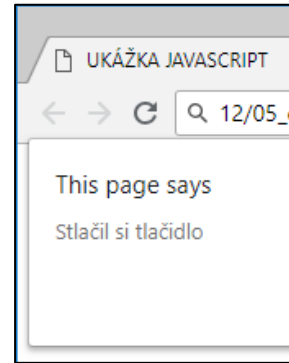 UKÁŽKA JAVASCRIPT
12/05_
This page says
Stlačil si tlačidlo